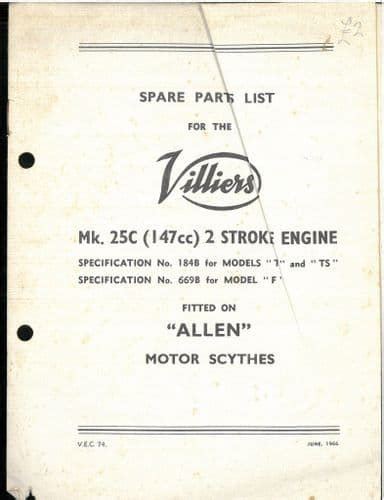 SPARE PARTS LIST
FOR THE
Villiers
Mk. 25C (147cc) 2 STROKE ENGINE
SPECIFICATION No. 184B for MODELS "T" and "TS"
SPECIFICATION No. 669B for MODEL "F"
FITTED ON
"ALLEN"
MOTOR SCYTHES
V.E.C. 74.
JUNE, 1966